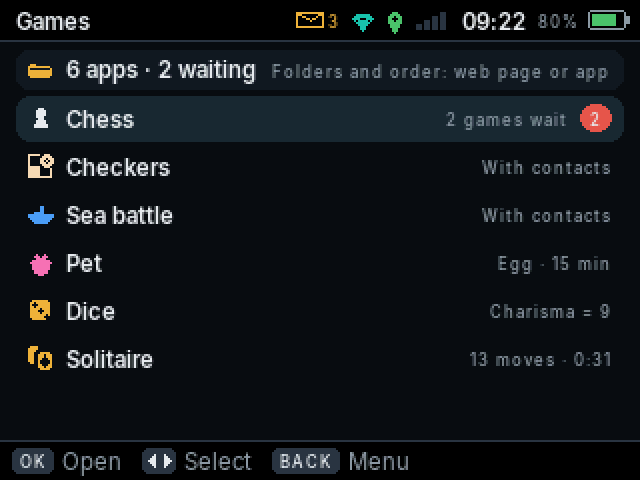 Games 3 09:22 80%
6 apps · 2 waiting Folders and order: web page or app
Chess 2 games wait 2
Checkers With contacts
Sea battle With contacts
Pet Egg · 15 min
Dice Charisma = 9
Solitaire 13 moves · 0:31
OK Open Select BACK Menu